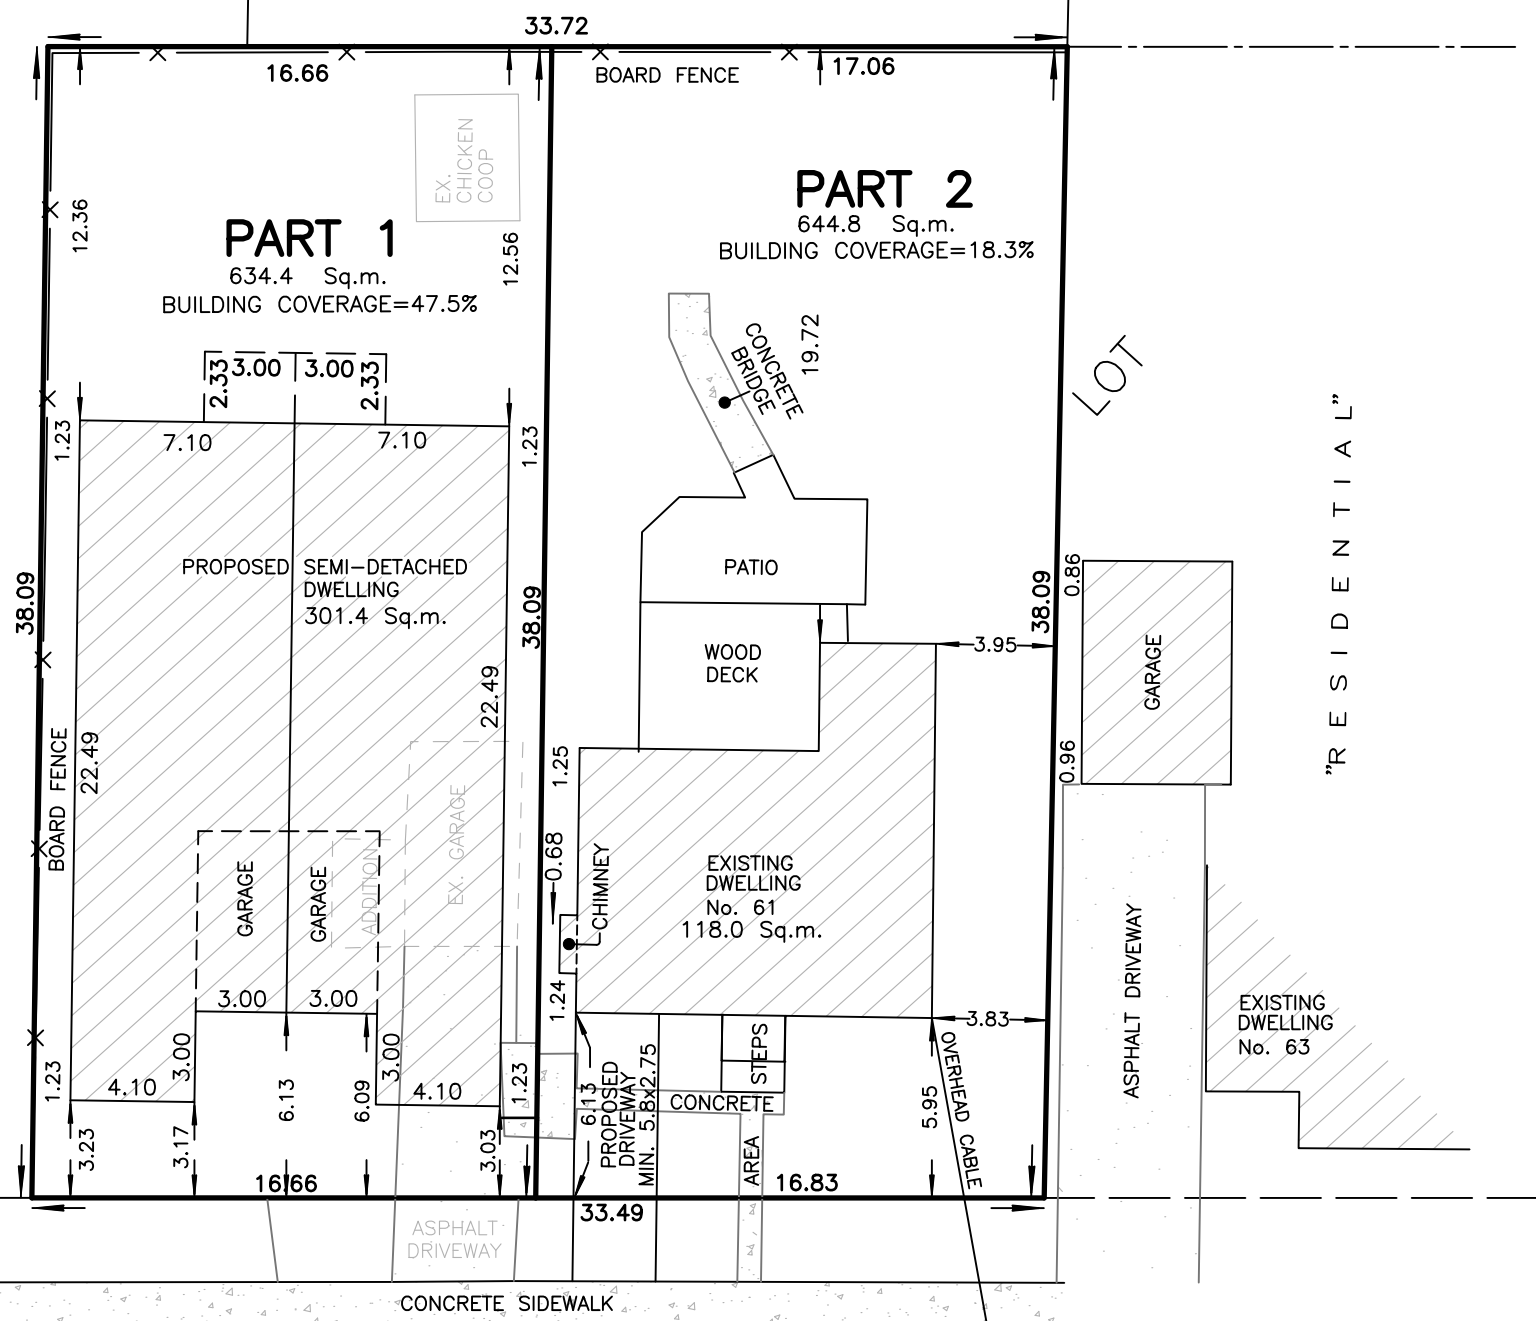 33.72
16.66
BOARD FENCE
17.06
EX.
CHICKEN
COOP
12.36
PART 1
634.4 Sq.m.
BUILDING COVERAGE=47.5%
12.56
PART 2
644.8 Sq.m.
BUILDING COVERAGE=18.3%
CONCRETE
BRIDGE
19.72
LOT
"RESIDENTIAL"
2.33
3.00
3.00
2.33
1.23
7.10
7.10
1.23
PROPOSED SEMI-DETACHED
DWELLING
301.4 Sq.m.
38.09
38.09
PATIO
WOOD
DECK
38.09
0.86
3.95
GARAGE
0.96
22.49
BOARD FENCE
22.49
1.25
0.68
CHIMNEY
GARAGE
GARAGE
ADDITION
EX. GARAGE
EXISTING
DWELLING
No. 61
118.0 Sq.m.
ASPHALT DRIVEWAY
EXISTING
DWELLING
No. 63
3.00
3.00
1.24
3.83
1.23
4.10
3.00
6.13
6.09
3.00
4.10
1.23
6.13
PROPOSED
DRIVEWAY
MIN. 5.8x2.75
STEPS
CONCRETE
AREA
5.95
OVERHEAD CABLE
3.23
3.17
3.03
16.66
16.83
33.49
ASPHALT
DRIVEWAY
CONCRETE SIDEWALK